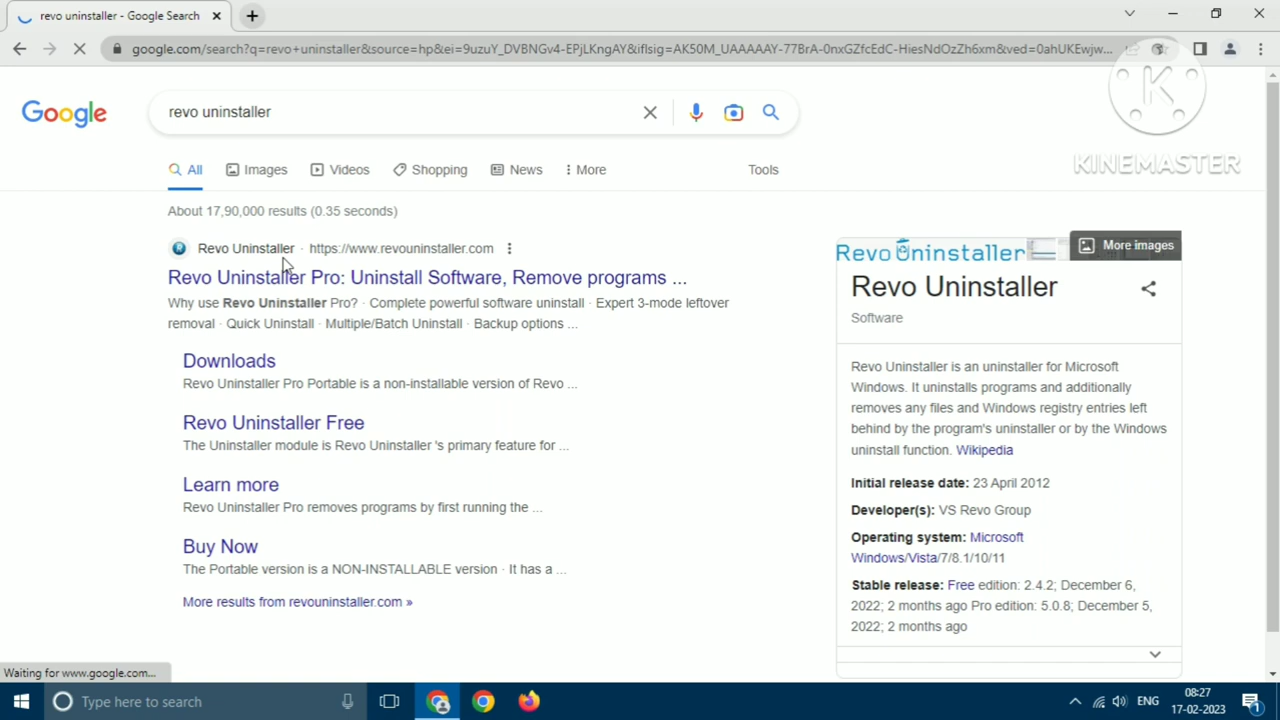 revo uninstaller - Google Search
google.com/search?q=revo+uninstaller&source=hp&ei=9uzuY_DVBNGv4-EPjLKngAY&iflsig=AK50M_UAAAAAY-77BrA-0nxGZfcEdC-HiesNdOzZh6xm&ved=0ahUKEwjw...
K
KINEMASTER
Google
revo uninstaller
All Images Videos Shopping News More Tools
About 17,90,000 results (0.35 seconds)
Revo Uninstaller · https://www.revouninstaller.com
Revo Uninstaller Pro: Uninstall Software, Remove programs ...
Why use Revo Uninstaller Pro? · Complete powerful software uninstall · Expert 3-mode leftover
removal · Quick Uninstall · Multiple/Batch Uninstall · Backup options ...
Downloads
Revo Uninstaller Pro Portable is a non-installable version of Revo ...
Revo Uninstaller Free
The Uninstaller module is Revo Uninstaller 's primary feature for ...
Learn more
Revo Uninstaller Pro removes programs by first running the ...
Buy Now
The Portable version is a NON-INSTALLABLE version · It has a ...
More results from revouninstaller.com »
Revo Uninstaller
More images
Revo Uninstaller
Software
Revo Uninstaller is an uninstaller for Microsoft
Windows. It uninstalls programs and additionally
removes any files and Windows registry entries left
behind by the program's uninstaller or by the Windows
uninstall function. Wikipedia
Initial release date: 23 April 2012
Developer(s): VS Revo Group
Operating system: Microsoft
Windows/Vista/7/8.1/10/11
Stable release: Free edition: 2.4.2; December 6,
2022; 2 months ago Pro edition: 5.0.8; December 5,
2022; 2 months ago
Waiting for www.google.com...
Type here to search
ENG
08:27
17-02-2023
1